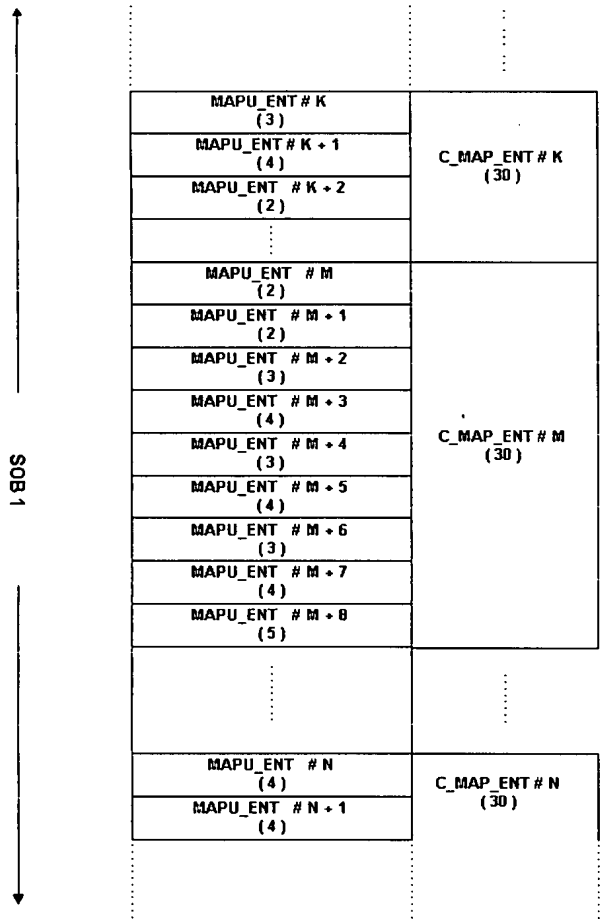 MAPU_ENT # K
(3)
MAPU_ENT # K + 1
(4)
MAPU_ENT # K + 2
(2)
C_MAP_ENT # K
(30)
MAPU_ENT # M
(2)
MAPU_ENT # M + 1
(2)
MAPU_ENT # M + 2
(3)
MAPU_ENT # M + 3
(4)
MAPU_ENT # M + 4
(3)
MAPU_ENT # M + 5
(4)
MAPU_ENT # M + 6
(3)
MAPU_ENT # M + 7
(4)
MAPU_ENT # M + 8
(5)
C_MAP_ENT # M
(30)
SOB 1
MAPU_ENT # N
(4)
MAPU_ENT # N + 1
(4)
C_MAP_ENT # N
(30)